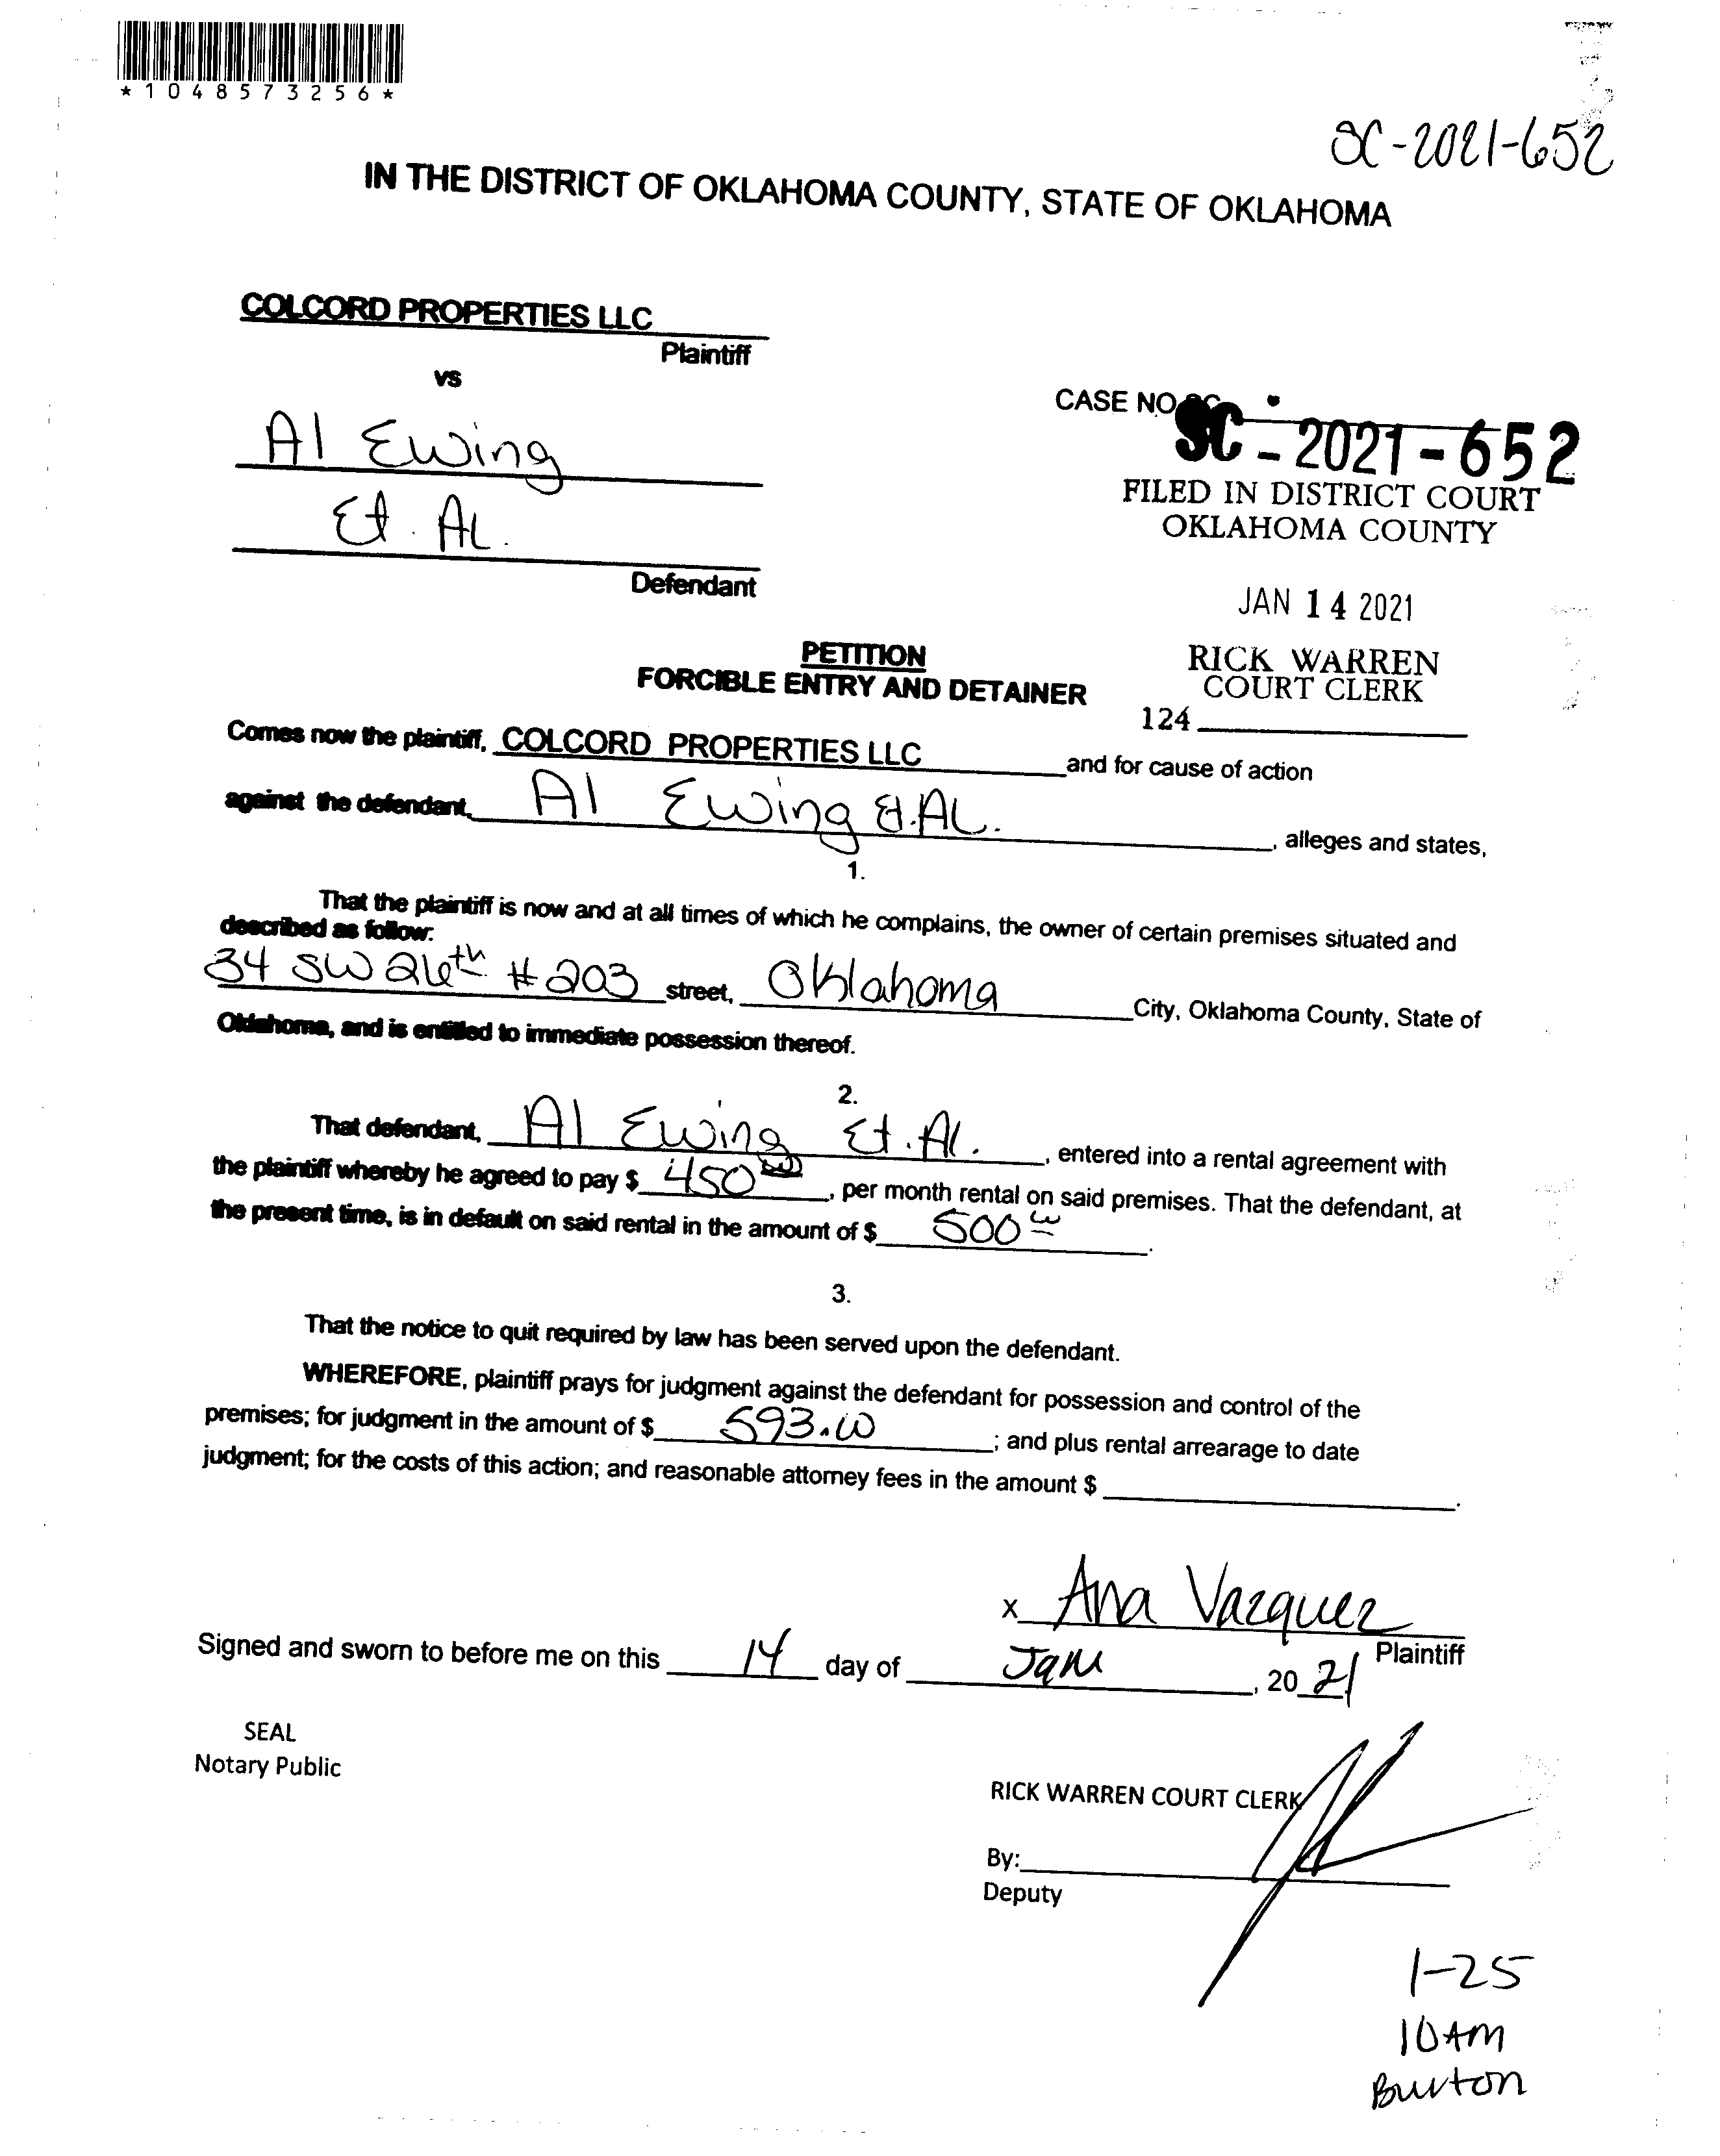 *1048573256*
SC-2021-652
IN THE DISTRICT OF OKLAHOMA COUNTY, STATE OF OKLAHOMA
COLCORD PROPERTIES LLC
Plaintiff
vs
Al Ewing
Et. AL.
Defendant
CASE NO.
SC-2021-652
FILED IN DISTRICT COURT
OKLAHOMA COUNTY
JAN 14 2021
RICK WARREN
COURT CLERK
124
PETITION
FORCIBLE ENTRY AND DETAINER
Comes now the plaintiff, COLCORD PROPERTIES LLC and for cause of action
against the defendant, Al Ewing Et.AL. , alleges and states,
1.
That the plaintiff is now and at all times of which he complains, the owner of certain premises situated and
described as follow:
34 SW 26th #203 street, Oklahoma City, Oklahoma County, State of
Oklahoma, and is entitled to immediate possession thereof.
2.
That defendant, Al Ewing Et.Al. , entered into a rental agreement with
the plaintiff whereby he agreed to pay $ 450 00 , per month rental on said premises. That the defendant, at
the present time, is in default on said rental in the amount of $ 500 00 .
3.
That the notice to quit required by law has been served upon the defendant.
WHEREFORE, plaintiff prays for judgment against the defendant for possession and control of the
premises; for judgment in the amount of $ 593.00 ; and plus rental arrearage to date
judgment; for the costs of this action; and reasonable attorney fees in the amount $ .
x Ana Vazquez
Plaintiff
Signed and sworn to before me on this 14 day of Jan , 20 21
SEAL
Notary Public
RICK WARREN COURT CLERK
By:
Deputy
1-25
10AM
Burton